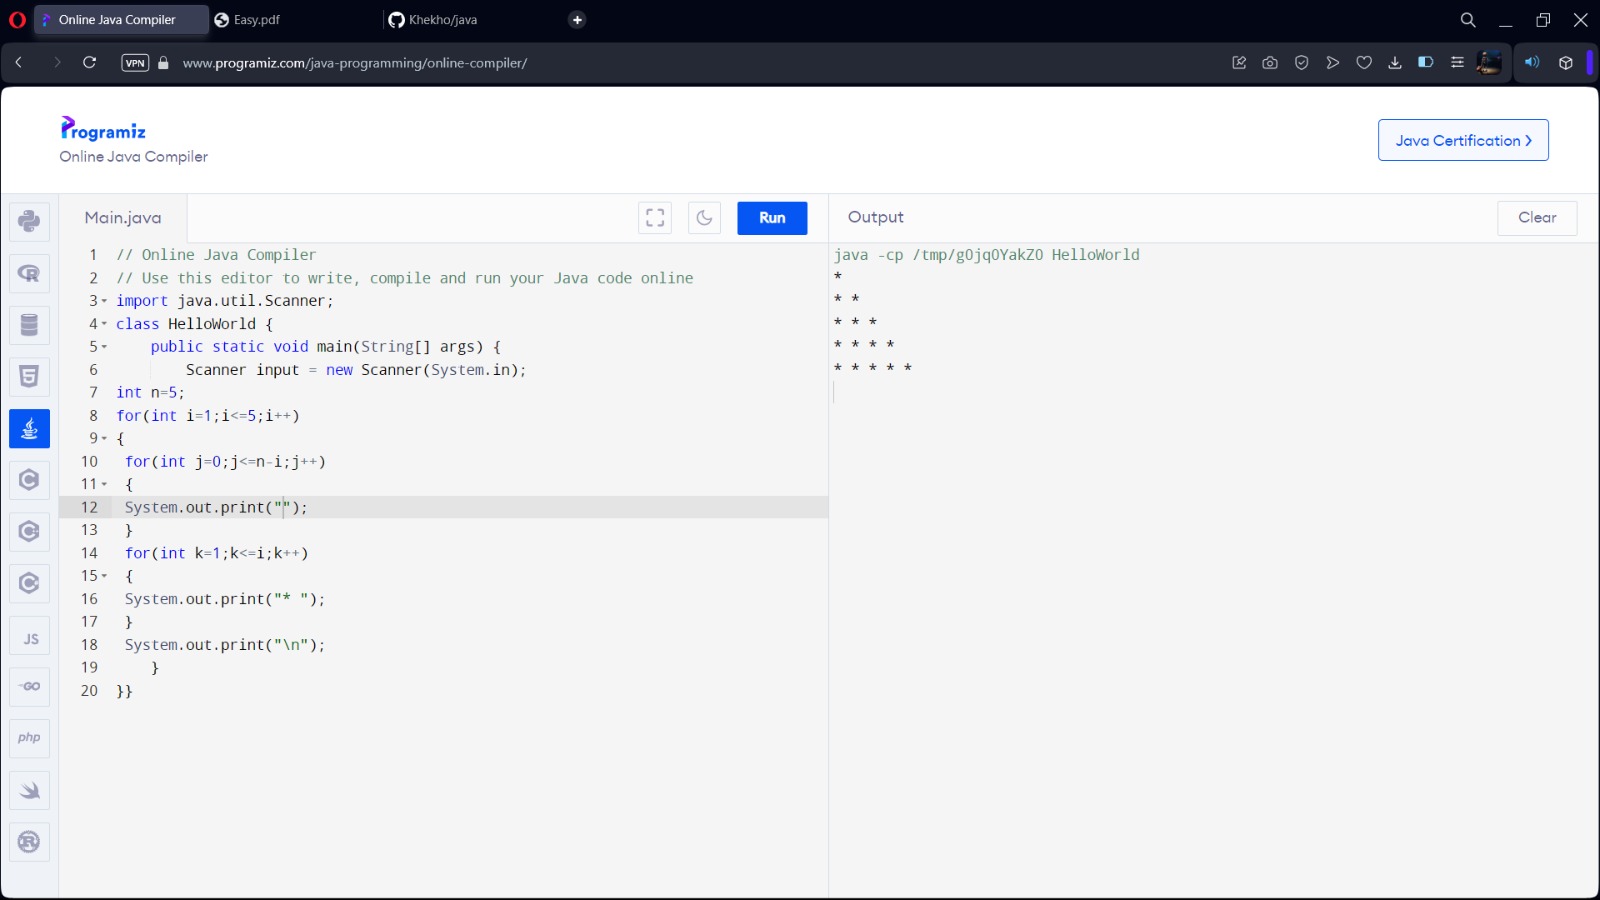 Online Java Compiler
Easy.pdf
Khekho/java
VPN
www.programiz.com/java-programming/online-compiler/
Programiz
Online Java Compiler
Java Certification
Main.java
Run
Output
Clear
1 // Online Java Compiler
2 // Use this editor to write, compile and run your Java code online
3 import java.util.Scanner;
4 class HelloWorld {
5 public static void main(String[] args) {
6 Scanner input = new Scanner(System.in);
7 int n=5;
8 for(int i=1;i<=5;i++)
9 {
10 for(int j=0;j<=n-i;j++)
11 {
12 System.out.print("");
13 }
14 for(int k=1;k<=i;k++)
15 {
16 System.out.print("* ");
17 }
18 System.out.print("\n");
19 }
20 }}
java -cp /tmp/g0jq0YakZO HelloWorld
*
* *
* * *
* * * *
* * * * *
R
5
C
C
C
JS
GO
php
R